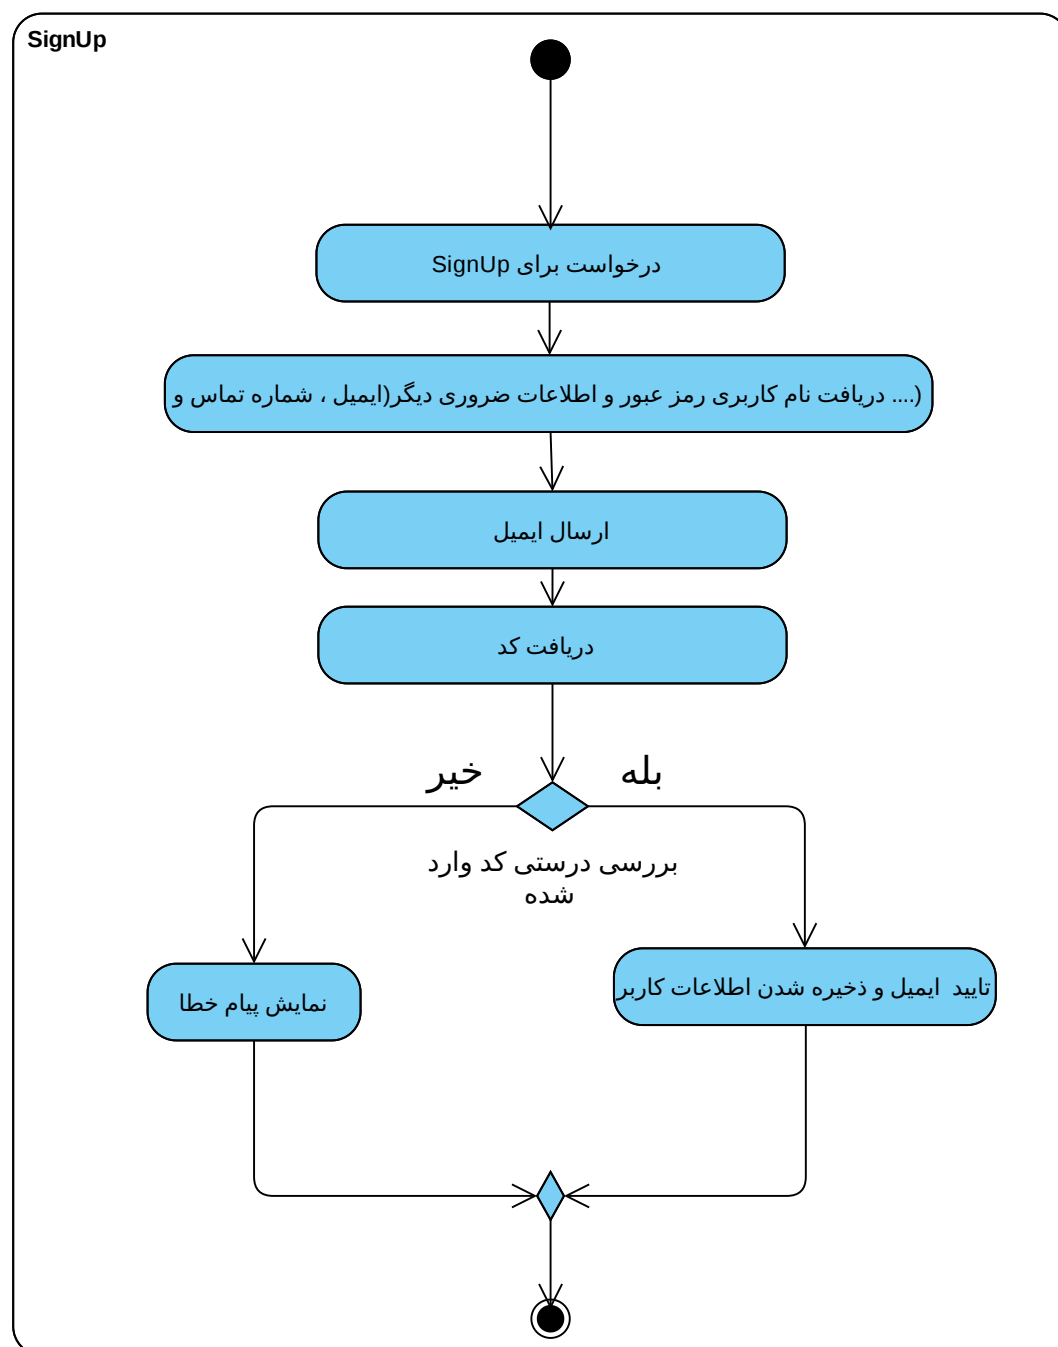 SignUp
درخواست برای SignUp
دریافت نام کاربری رمز عبور و اطلاعات ضروری دیگر(ایمیل ، شماره تماس و ....)
ارسال ایمیل
دریافت کد
خیر
بله
بررسی درستی کد وارد
شده
تایید ایمیل و ذخیره شدن اطلاعات کاربر
نمایش پیام خطا